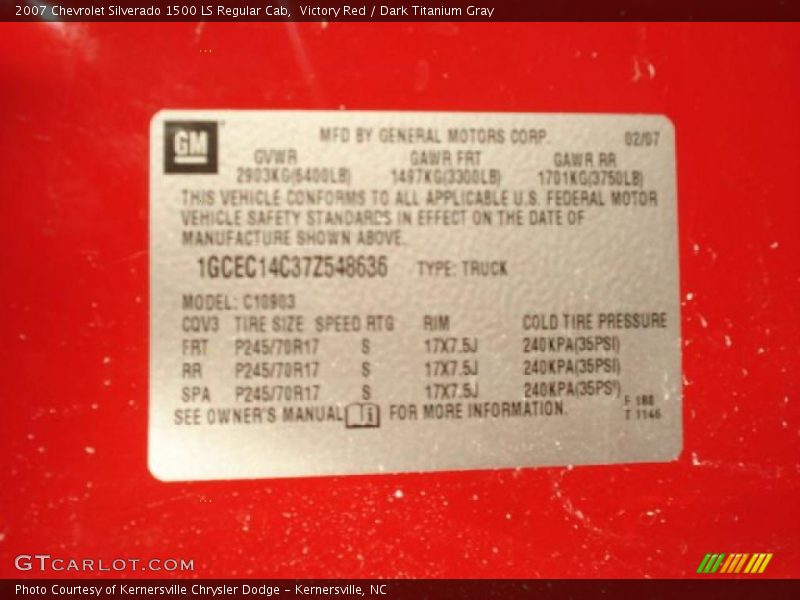 2007 Chevrolet Silverado 1500 LS Regular Cab, Victory Red / Dark Titanium Gray
GM
MFD BY GENERAL MOTORS CORP. 02/07
GVWR GAWR FRT GAWR RR
2903KG(6400LB) 1497KG(3300LB) 1701KG(3750LB)
THIS VEHICLE CONFORMS TO ALL APPLICABLE U.S. FEDERAL MOTOR
VEHICLE SAFETY STANDARDS IN EFFECT ON THE DATE OF
MANUFACTURE SHOWN ABOVE.
1GCEC14C37Z548636 TYPE: TRUCK
MODEL: C10903
CQV3 TIRE SIZE SPEED RTG RIM COLD TIRE PRESSURE
FRT P245/70R17 S 17X7.5J 240KPA(35PSI)
RR P245/70R17 S 17X7.5J 240KPA(35PSI)
SPA P245/70R17 S 17X7.5J 240KPA(35PSI)
SEE OWNER'S MANUAL FOR MORE INFORMATION.
F 188
T 1146
GTCARLOT.COM
Photo Courtesy of Kernersville Chrysler Dodge - Kernersville, NC